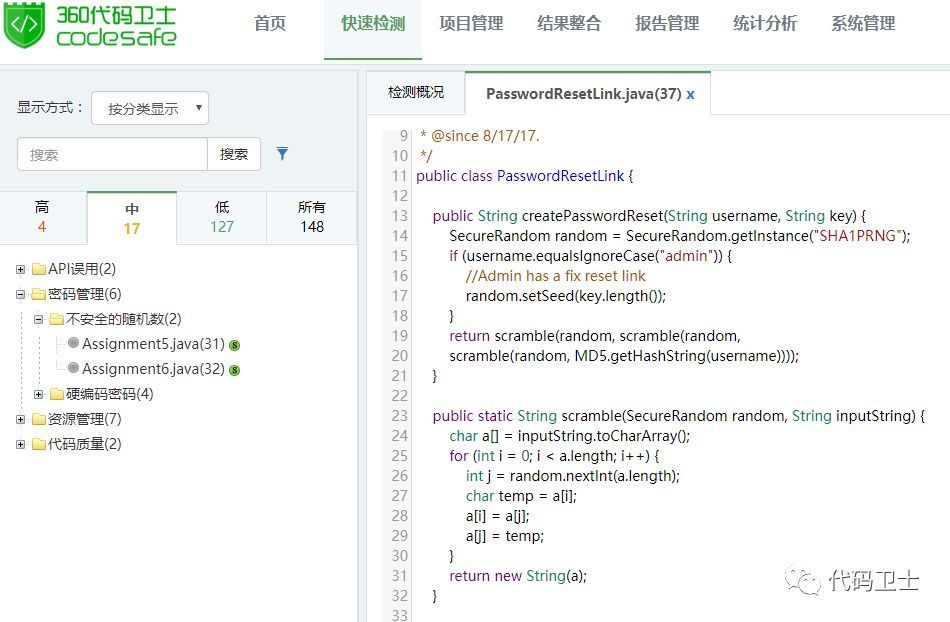 360代码卫士
codesafe
首页 快速检测 项目管理 结果整合 报告管理 统计分析 系统管理
显示方式： 按分类显示
搜索 搜索
高 中 低 所有
4 17 127 148
API误用(2)
密码管理(6)
不安全的随机数(2)
Assignment5.java(31) S
Assignment6.java(32) S
硬编码密码(4)
资源管理(7)
代码质量(2)
检测概况 PasswordResetLink.java(37) x
9 * @since 8/17/17.
10 */
11 public class PasswordResetLink {
12
13 public String createPasswordReset(String username, String key) {
14 SecureRandom random = SecureRandom.getInstance("SHA1PRNG");
15 if (username.equalsIgnoreCase("admin")) {
16 //Admin has a fix reset link
17 random.setSeed(key.length());
18 }
19 return scramble(random, scramble(random,
20 scramble(random, MD5.getHashString(username))));
21 }
22
23 public static String scramble(SecureRandom random, String inputString) {
24 char a[] = inputString.toCharArray();
25 for (int i = 0; i < a.length; i++) {
26 int j = random.nextInt(a.length);
27 char temp = a[i];
28 a[i] = a[j];
29 a[j] = temp;
30 }
31 return new String(a);
32 }
33
代码卫士